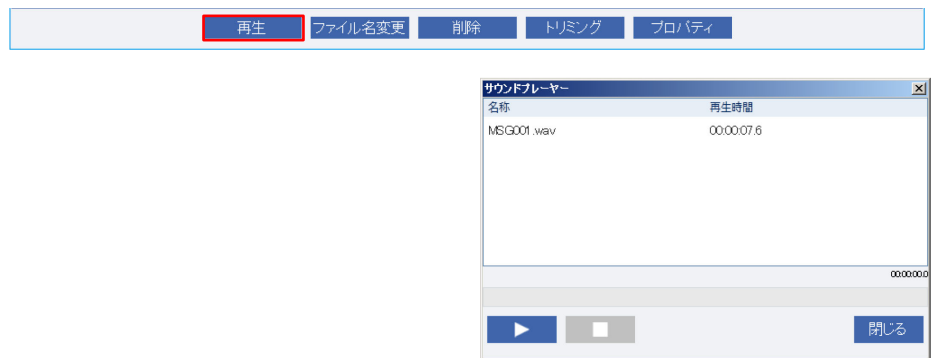 再生 ファイル名変更 削除 トリミング プロパティ
サウンドプレーヤー
名称 再生時間
MSG001.wav 00:00:07.6
00:00:00.0
閉じる